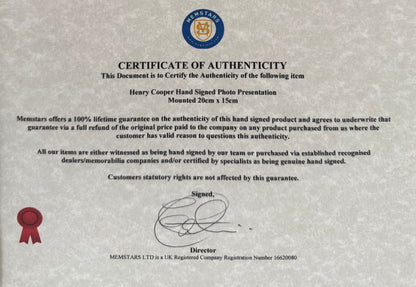 MEMSTARS
CERTIFICATE OF AUTHENTICITY
This Document is to Certify the Authenticity of the following item
Henry Cooper Hand Signed Photo Presentation
Mounted 20cm x 15cm
Memstars offers a 100% lifetime guarantee on the authenticity of this hand signed product and agrees to underwrite that
guarantee via a full refund of the original price paid to the company on any product purchased from us where the
customer has valid reason to questions this authenticity.
All our items are either witnessed as being hand signed by our team or purchased via established recognised
dealers/memorabilia companies and/or certified by specialists as being genuine hand signed.
Customers statutory rights are not affected by this guarantee.
Signed,
Director
MEMSTARS LTD is a UK Registered Company Registration Number 16620080